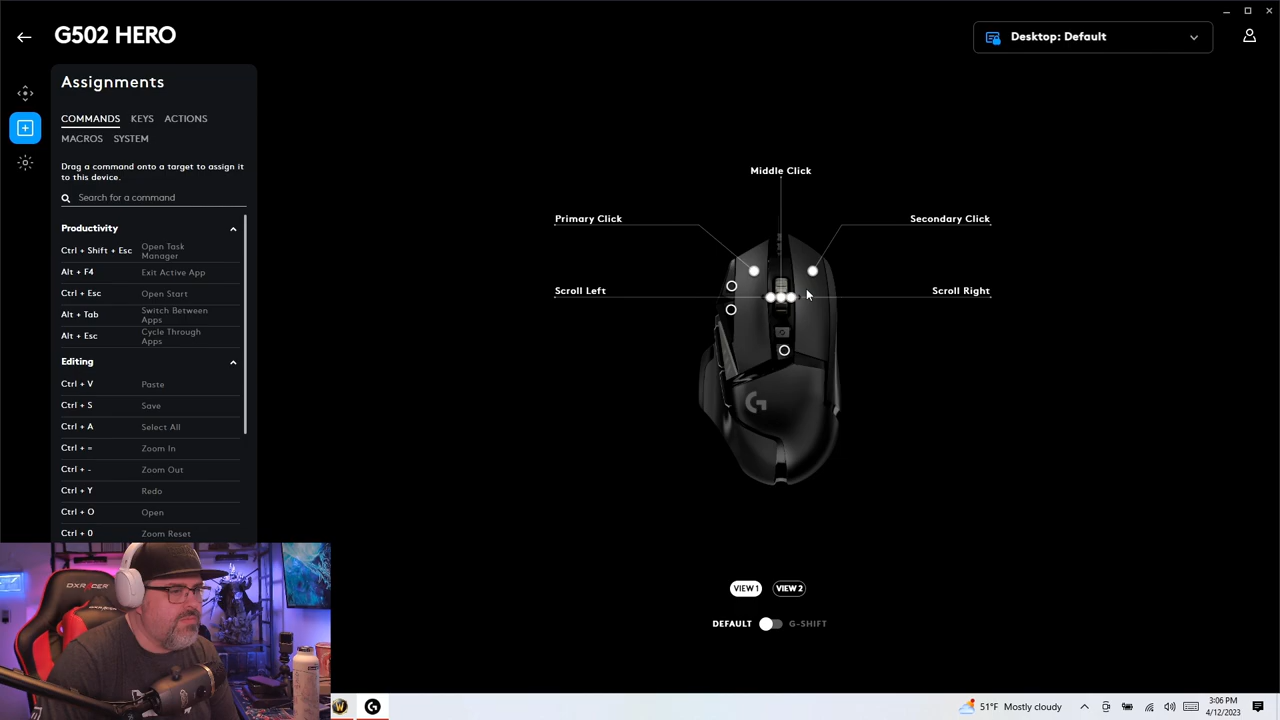 G502 HERO
Desktop: Default
Assignments
COMMANDS KEYS ACTIONS
MACROS SYSTEM
Drag a command onto a target to assign it
to this device.
Search for a command
Productivity
Ctrl + Shift + Esc Open Task
Manager
Alt + F4 Exit Active App
Ctrl + Esc Open Start
Alt + Tab Switch Between
Apps
Alt + Esc Cycle Through
Apps
Editing
Ctrl + V Paste
Ctrl + S Save
Ctrl + A Select All
Ctrl + = Zoom In
Ctrl + - Zoom Out
Ctrl + Y Redo
Ctrl + O Open
Ctrl + 0 Zoom Reset
Middle Click
Primary Click Secondary Click
Scroll Left Scroll Right
VIEW 1 VIEW 2
DEFAULT G-SHIFT
DXRACER
51°F Mostly cloudy
3:06 PM
4/12/2023